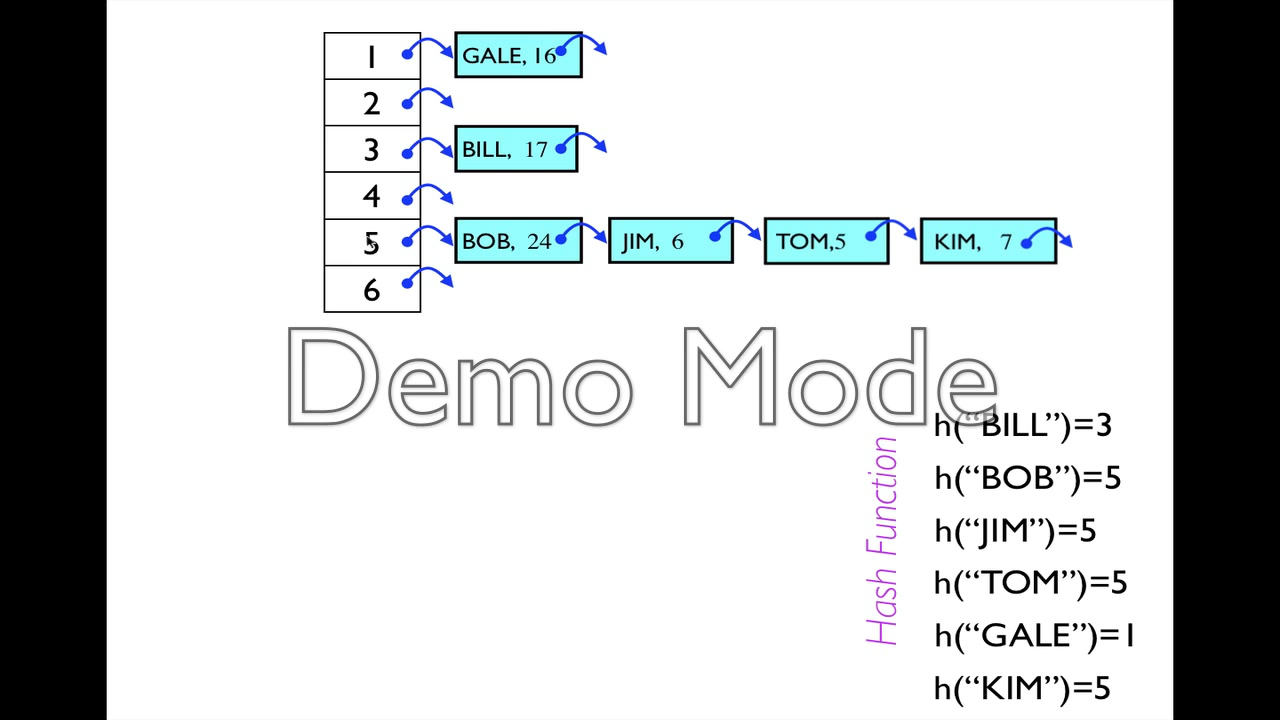 1 GALE, 16
2
3 BILL, 17
4
5 BOB, 24 JIM, 6 TOM,5 KIM, 7
6
Demo Mode
Hash Function
h(“BILL”)=3
h(“BOB”)=5
h(“JIM”)=5
h(“TOM”)=5
h(“GALE”)=1
h(“KIM”)=5